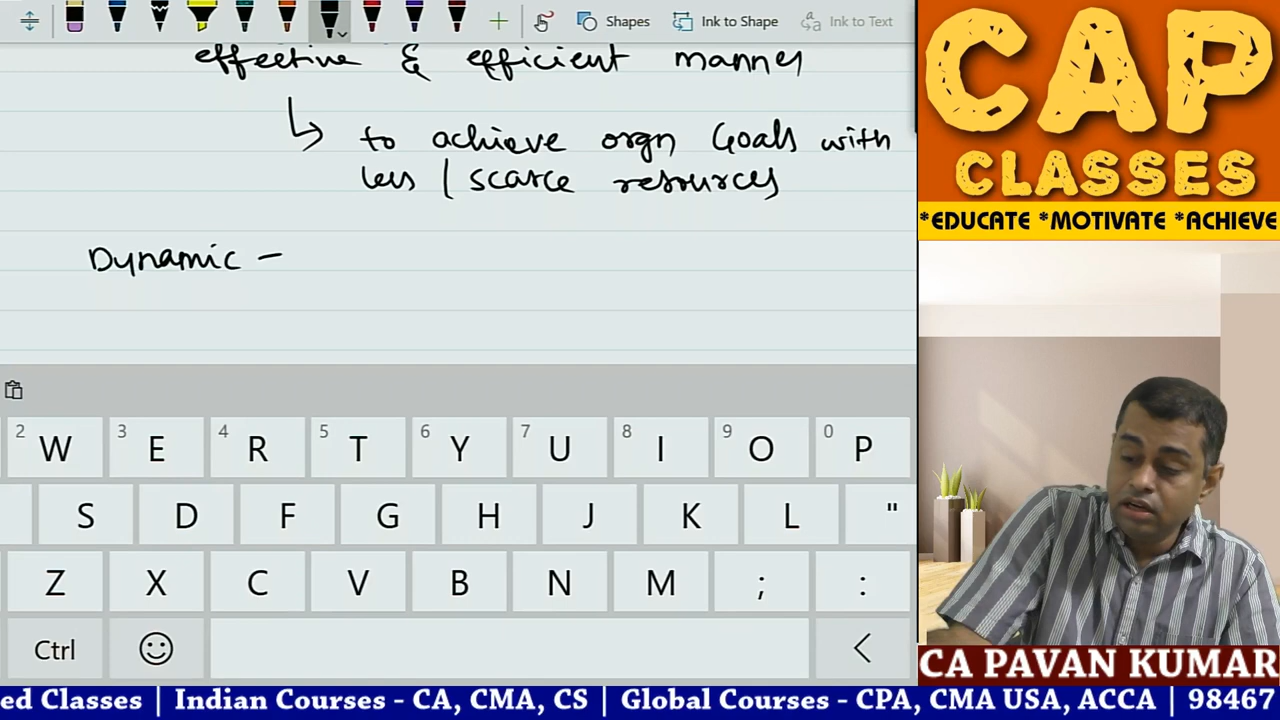 Shapes
Ink to Shape
Ink to Text
effective & efficient manner
to achieve orgn Goals with
less / scarce resources
Dynamic -
2 W 3 E 4 R 5 T 6 Y 7 U 8 I 9 O 0 P
S D F G H J K L "
Z X C V B N M ; :
Ctrl
CAP
CLASSES
*EDUCATE *MOTIVATE *ACHIEVE
CA PAVAN KUMAR
ed Classes | Indian Courses - CA, CMA, CS | Global Courses - CPA, CMA USA, ACCA | 98467